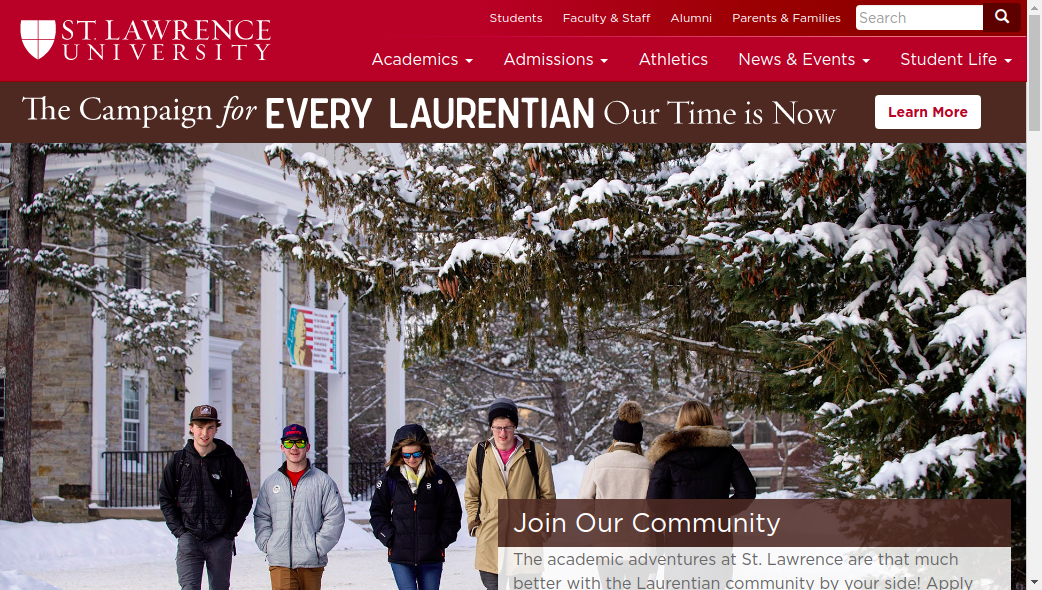 ST. LAWRENCE
UNIVERSITY
Students Faculty & Staff Alumni Parents & Families Search
Academics Admissions Athletics News & Events Student Life
The Campaign for EVERY LAURENTIAN Our Time is Now Learn More
Join Our Community
The academic adventures at St. Lawrence are that much
better with the Laurentian community by your side! Apply